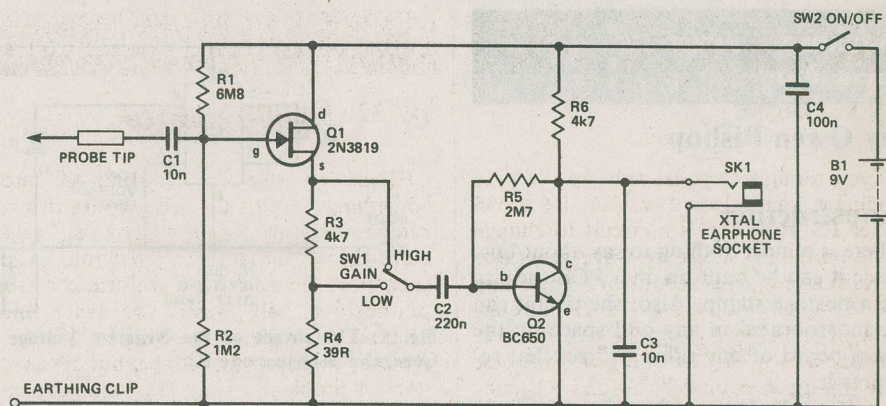 SW2 ON/OFF
R1
6M8
d
Q1
2N3819
g
s
PROBE TIP
C1
10n
R6
4k7
C4
100n
SK1
B1
9V
XTAL
EARPHONE
SOCKET
R5
2M7
R3
4k7
SW1
GAIN
HIGH
LOW
C2
220n
b
c
e
Q2
BC650
R2
1M2
R4
39R
C3
10n
EARTHING CLIP